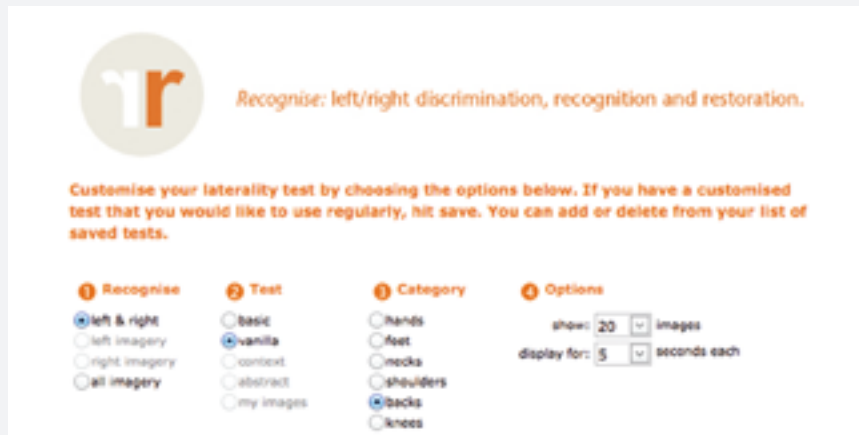 rr
Recognise: left/right discrimination, recognition and restoration.
Customise your laterality test by choosing the options below. If you have a customised
test that you would like to use regularly, hit save. You can add or delete from your list of
saved tests.
1 Recognise
left & right
left imagery
right imagery
all imagery
2 Test
basic
vanilla
context
abstract
my images
3 Category
hands
feet
necks
shoulders
backs
knees
4 Options
show: 20 images
display for: 5 seconds each